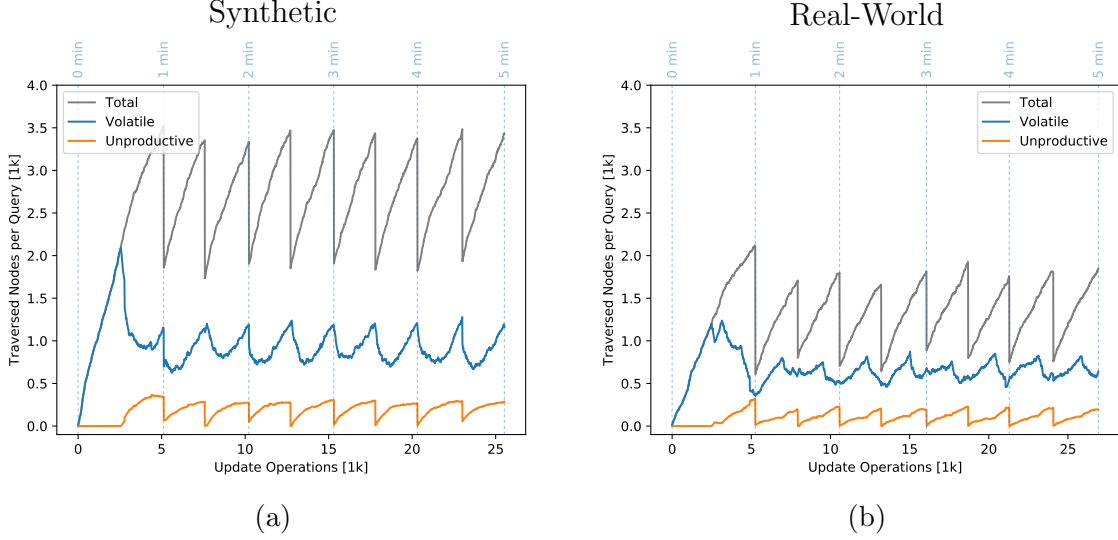 Synthetic
0 min
1 min
2 min
3 min
4 min
5 min
4.0
3.5
3.0
2.5
2.0
1.5
1.0
0.5
0.0
Traversed Nodes per Query [1k]
Total
Volatile
Unproductive
0
5
10
15
20
25
Update Operations [1k]
(a)
Real-World
0 min
1 min
2 min
3 min
4 min
5 min
4.0
3.5
3.0
2.5
2.0
1.5
1.0
0.5
0.0
Traversed Nodes per Query [1k]
Total
Volatile
Unproductive
0
5
10
15
20
25
Update Operations [1k]
(b)